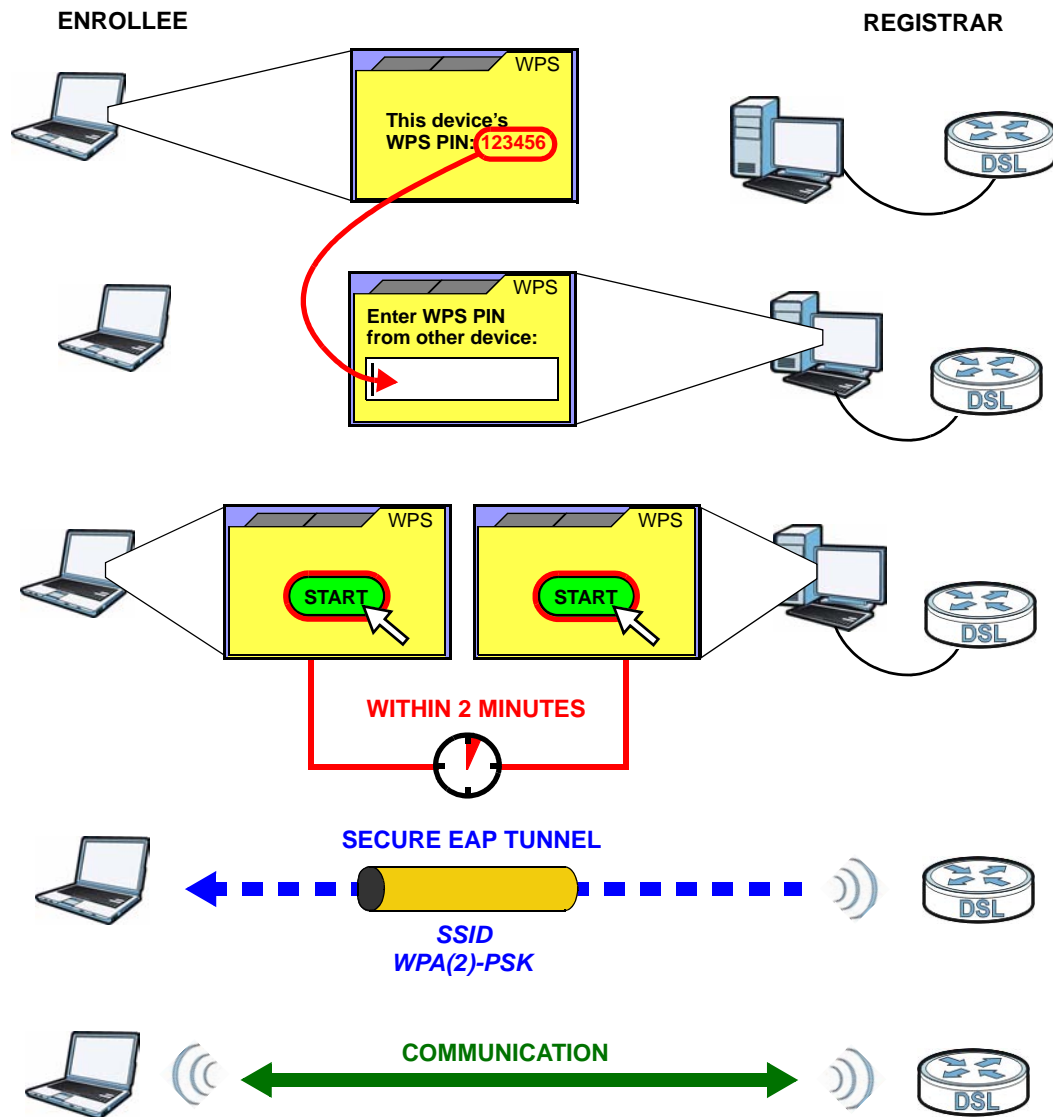 ENROLLEE
REGISTRAR
WPS
This device's
WPS PIN: 123456
DSL
WPS
Enter WPS PIN
from other device:
DSL
WPS
START
WPS
START
DSL
WITHIN 2 MINUTES
SECURE EAP TUNNEL
DSL
SSID
WPA(2)-PSK
COMMUNICATION
DSL